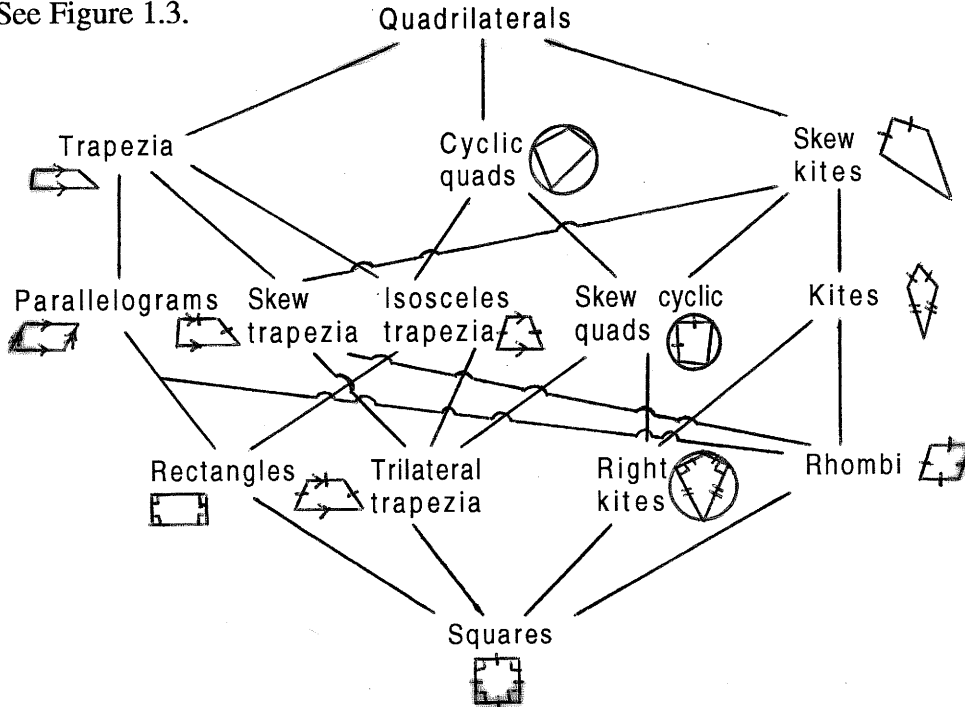 See Figure 1.3.
Quadrilaterals
Trapezia
Cyclic
quads
Skew
kites
Parallelograms
Skew
trapezia
Isosceles
trapezia
Skew cyclic
quads
Kites
Rectangles
Trilateral
trapezia
Right
kites
Rhombi
Squares